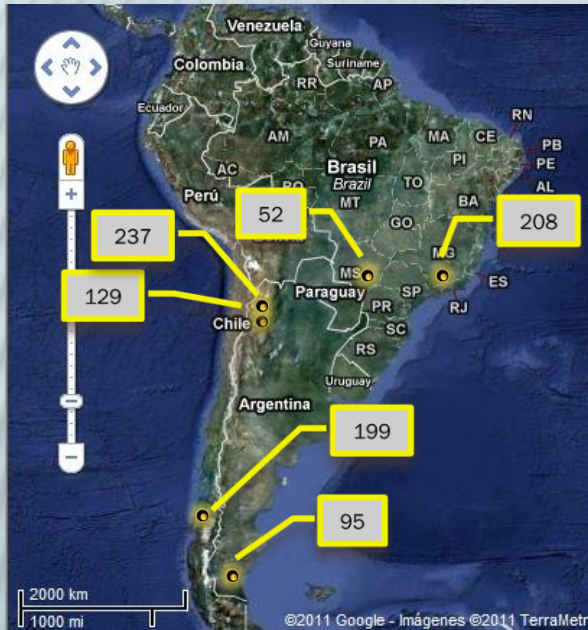 Venezuela
Guyana
Colombia
Suriname
RR
AP
Ecuador
RN
AM
PA
MA
CE
PB
PI
PE
AC
Brasil
TO
AL
Brazil
Perú
RO
MT
BA
52
208
GO
237
MG
MS
ES
129
Paraguay
SP
RJ
PR
Chile
SC
RS
Uruguay
Argentina
199
95
2000 km
1000 mi
©2011 Google - Imágenes ©2011 TerraMetr